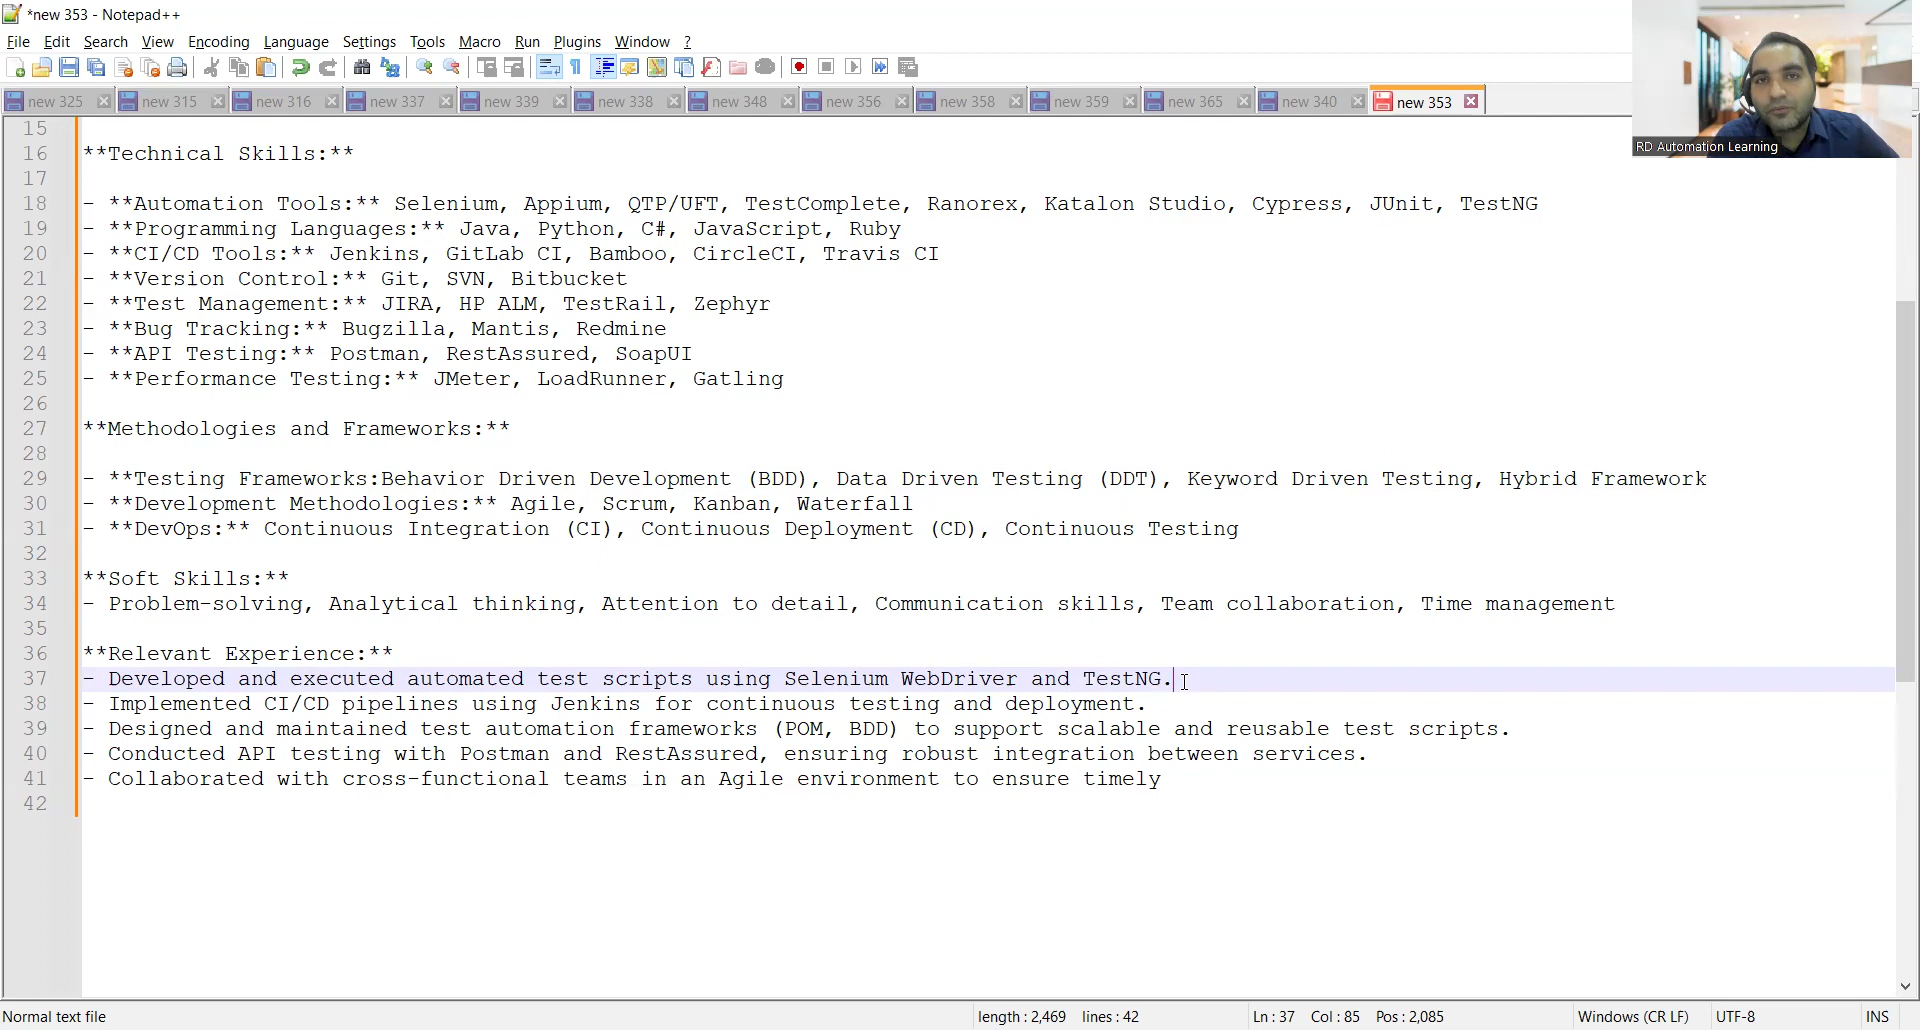 *new 353 - Notepad++
File Edit Search View Encoding Language Settings Tools Macro Run Plugins Window ?
new 325 new 315 new 316 new 337 new 339 new 338 new 348 new 356 new 358 new 359 new 365 new 340 new 353
RD Automation Learning
15
16 **Technical Skills:**
17
18 - **Automation Tools:** Selenium, Appium, QTP/UFT, TestComplete, Ranorex, Katalon Studio, Cypress, JUnit, TestNG
19 - **Programming Languages:** Java, Python, C#, JavaScript, Ruby
20 - **CI/CD Tools:** Jenkins, GitLab CI, Bamboo, CircleCI, Travis CI
21 - **Version Control:** Git, SVN, Bitbucket
22 - **Test Management:** JIRA, HP ALM, TestRail, Zephyr
23 - **Bug Tracking:** Bugzilla, Mantis, Redmine
24 - **API Testing:** Postman, RestAssured, SoapUI
25 - **Performance Testing:** JMeter, LoadRunner, Gatling
26
27 **Methodologies and Frameworks:**
28
29 - **Testing Frameworks:Behavior Driven Development (BDD), Data Driven Testing (DDT), Keyword Driven Testing, Hybrid Framework
30 - **Development Methodologies:** Agile, Scrum, Kanban, Waterfall
31 - **DevOps:** Continuous Integration (CI), Continuous Deployment (CD), Continuous Testing
32
33 **Soft Skills:**
34 - Problem-solving, Analytical thinking, Attention to detail, Communication skills, Team collaboration, Time management
35
36 **Relevant Experience:**
37 - Developed and executed automated test scripts using Selenium WebDriver and TestNG.
38 - Implemented CI/CD pipelines using Jenkins for continuous testing and deployment.
39 - Designed and maintained test automation frameworks (POM, BDD) to support scalable and reusable test scripts.
40 - Conducted API testing with Postman and RestAssured, ensuring robust integration between services.
41 - Collaborated with cross-functional teams in an Agile environment to ensure timely
42
Normal text file length : 2,469 lines : 42 Ln : 37 Col : 85 Pos : 2,085 Windows (CR LF) UTF-8 INS